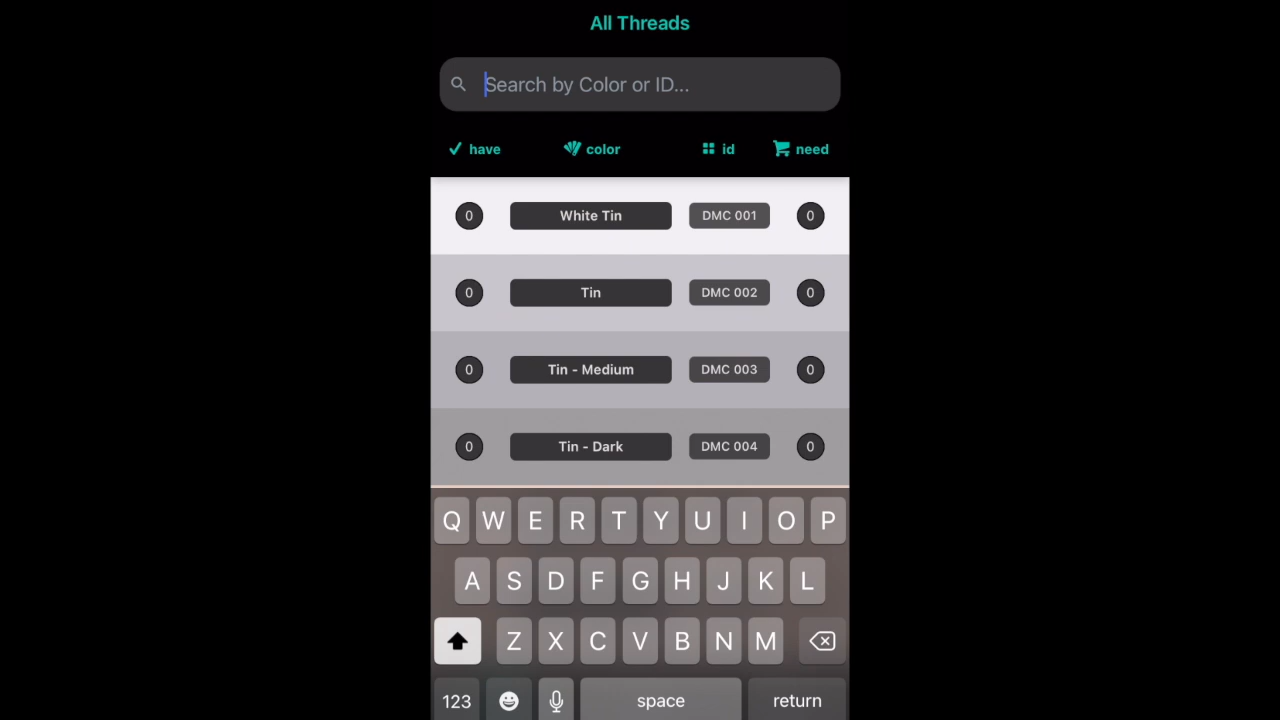 All Threads
Search by Color or ID...
have color id need
0 White Tin DMC 001 0
0 Tin DMC 002 0
0 Tin - Medium DMC 003 0
0 Tin - Dark DMC 004 0
Q W E R T Y U I O P
A S D F G H J K L
Z X C V B N M
123 space return